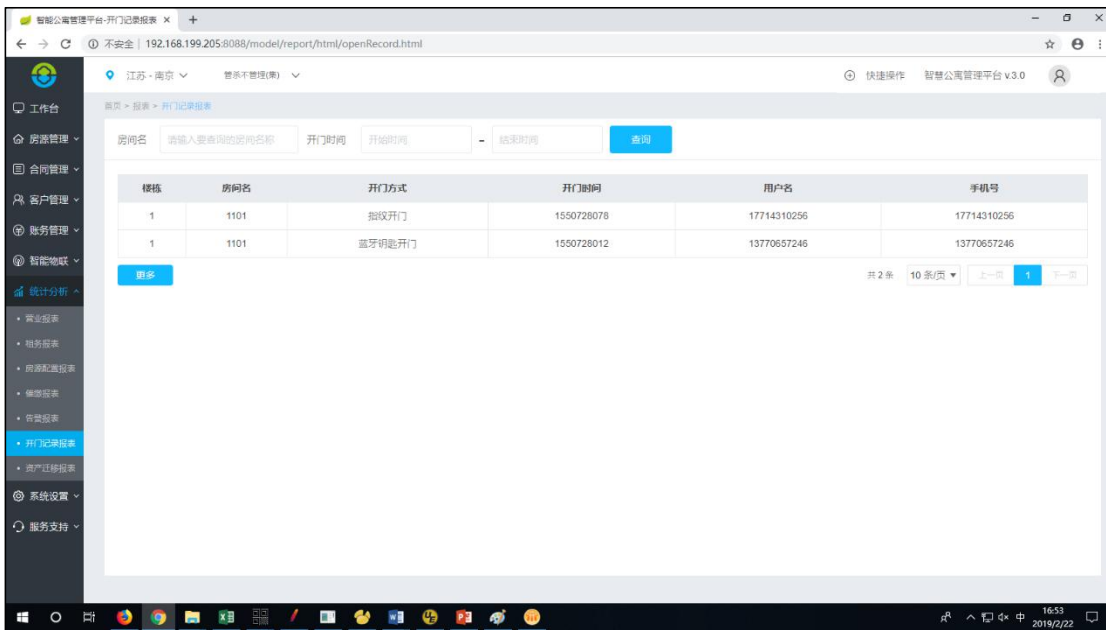 智能公寓管理平台-开门记录报表
不安全 | 192.168.199.205:8088/model/report/html/openRecord.html
江苏 - 南京
快捷操作
智慧公寓管理平台 v.3.0
首页 > 报表 > 开门记录报表
工作台
房源管理
合同管理
客户管理
账务管理
智能物联
统计分析
营业报表
租务报表
房源配置报表
告警报表
开门记录报表
资产迁移报表
系统设置
服务支持
房间名 请输入要查询的房间名称 开门时间 开始时间 - 结束时间 查询
楼栋 房间名 开门方式 开门时间 用户名 手机号
1 1101 指纹开门 1550728078 17714310256 17714310256
1 1101 蓝牙钥匙开门 1550728012 13770657246 13770657246
更多
共 2 条 10 条/页 上一页 1 下一页
中
16:53
2019/2/22